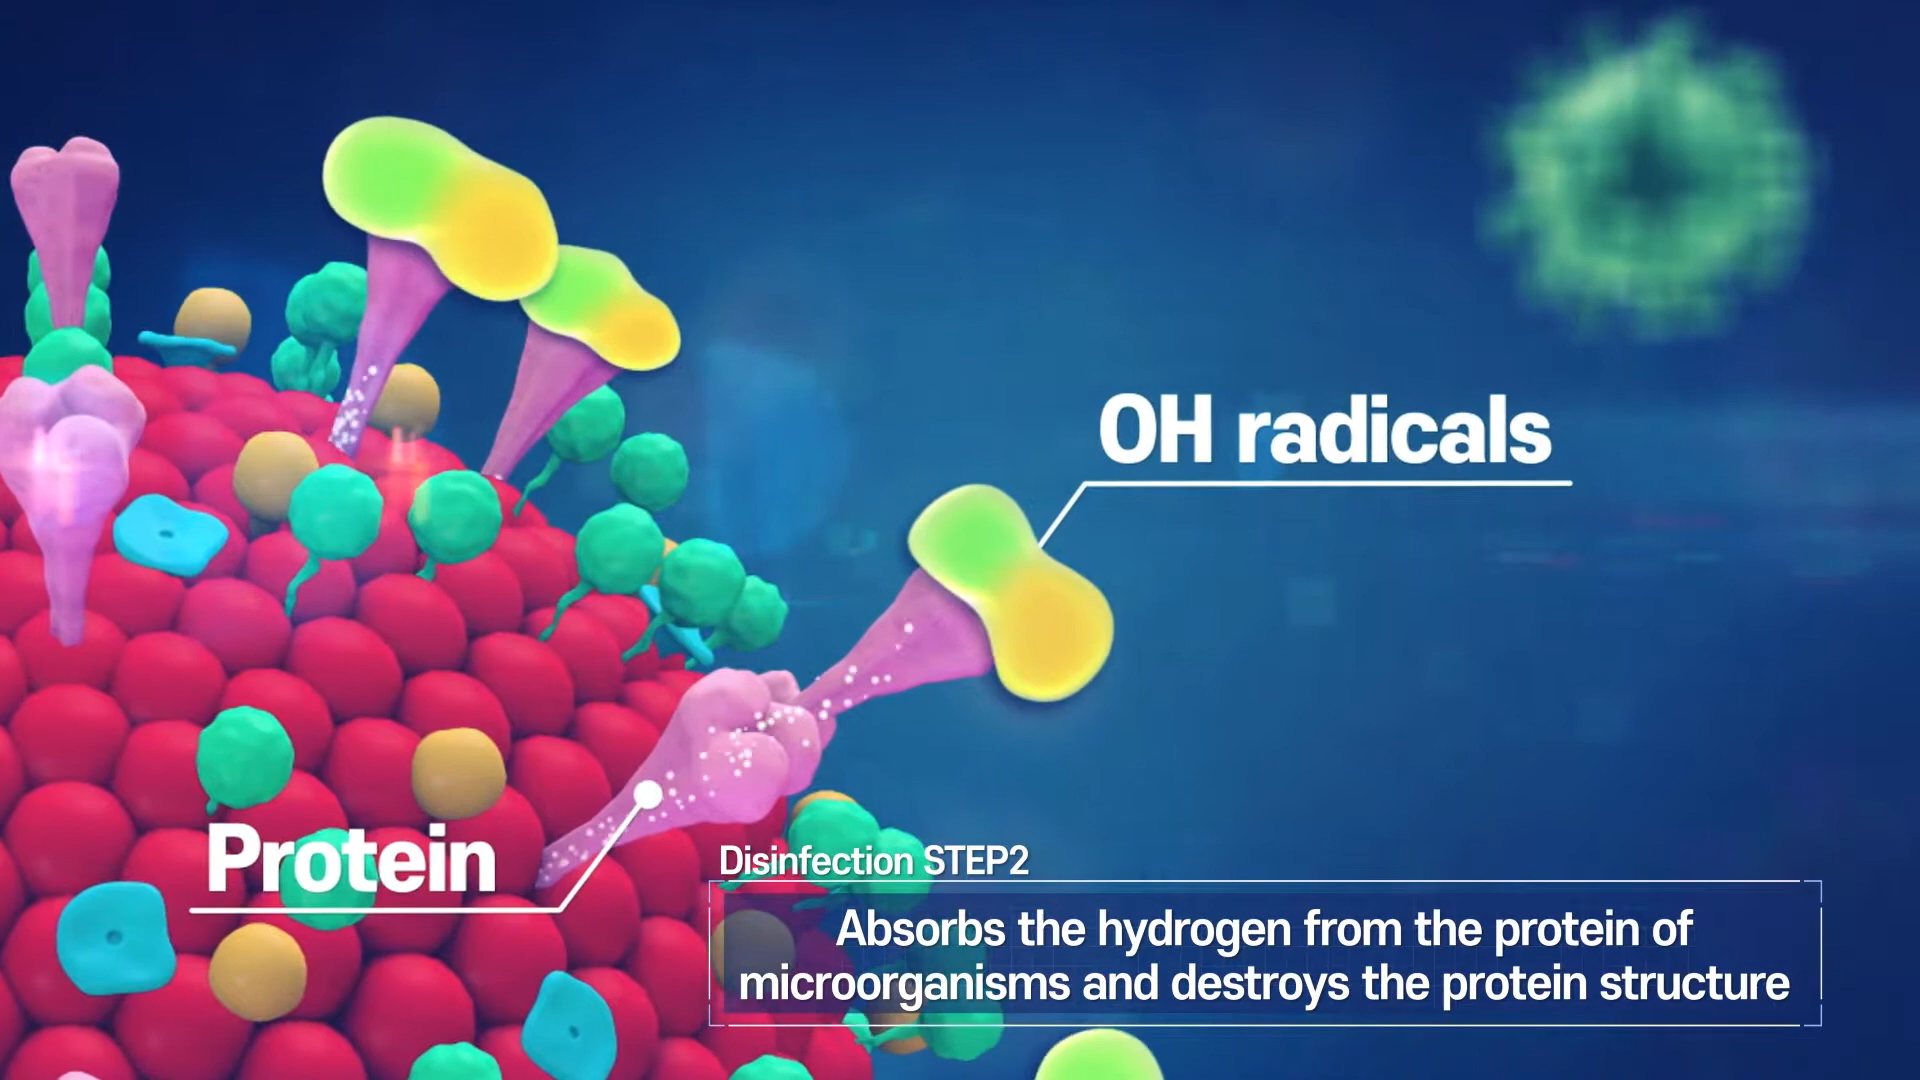 OH radicals
Protein
Disinfection STEP2
Absorbs the hydrogen from the protein of
microorganisms and destroys the protein structure